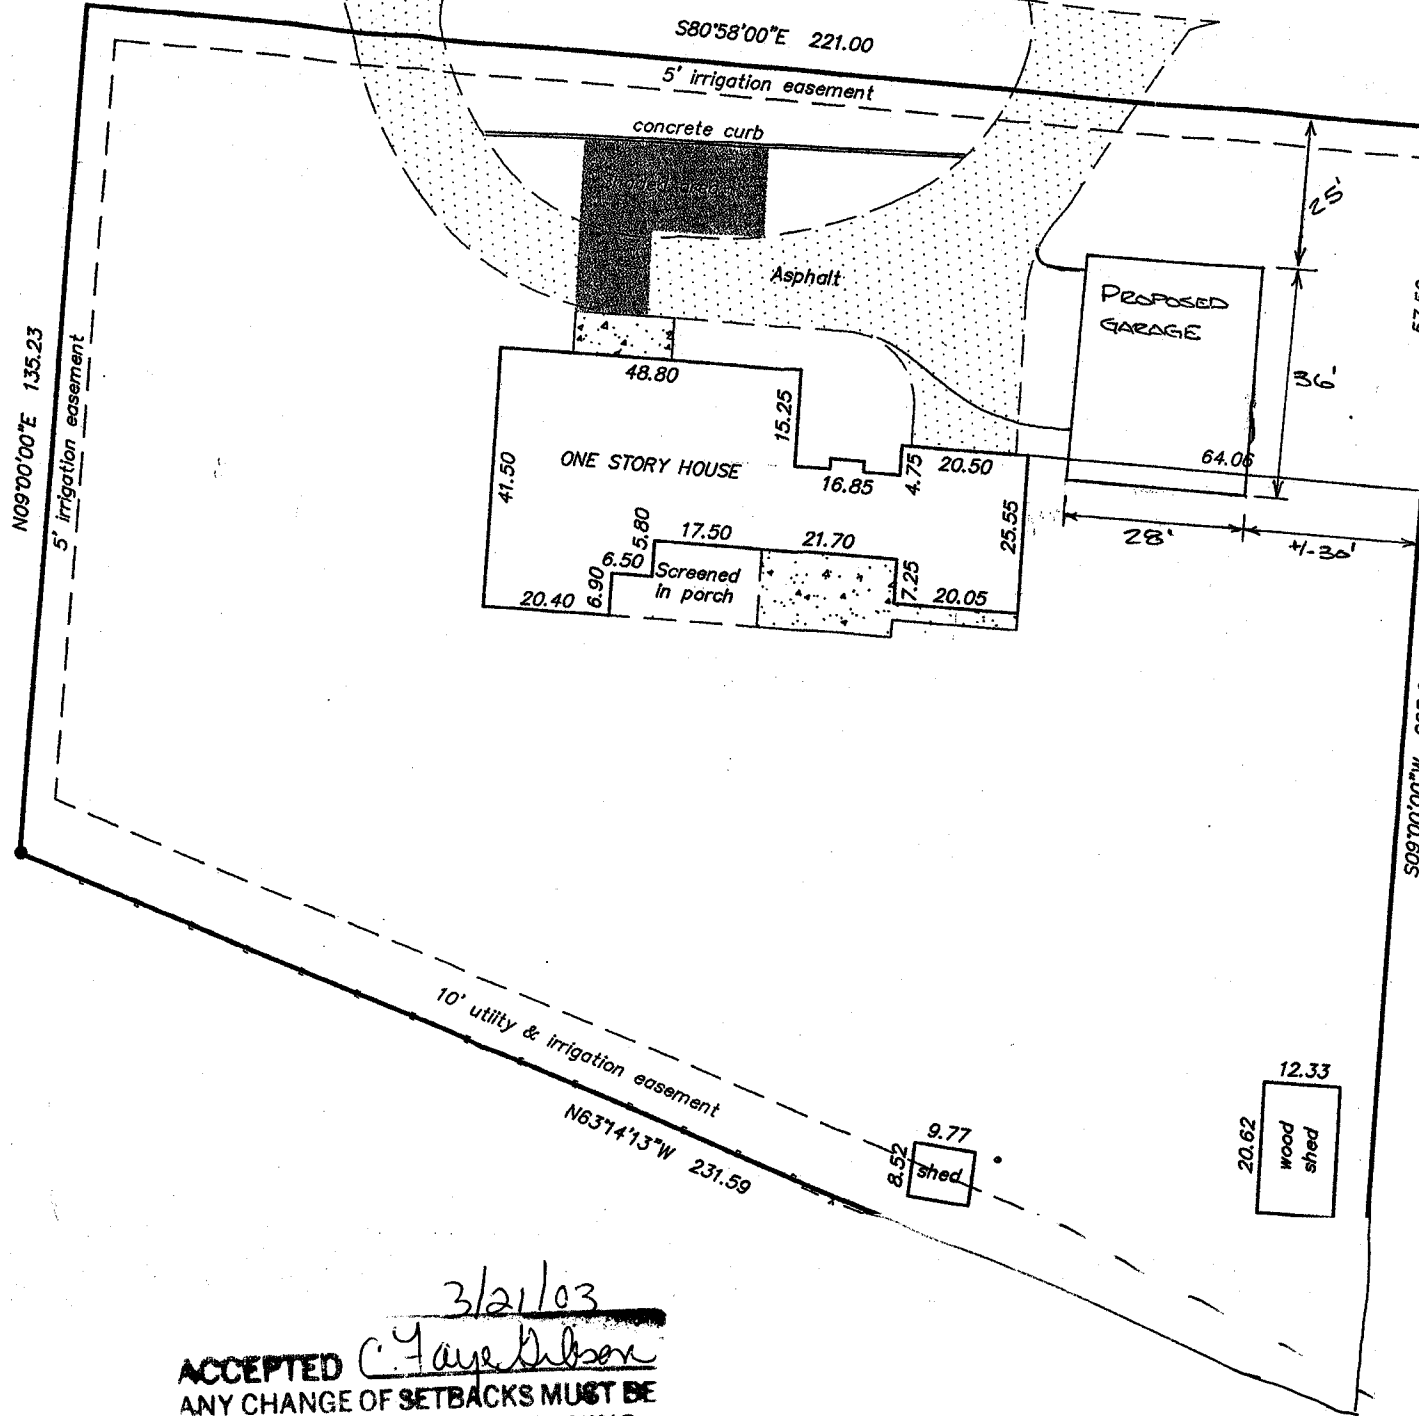 S80°58'00"E 221.00
5' irrigation easement
concrete curb
25'
Asphalt
PROPOSED
GARAGE
36'
N09°00'00"E 135.23
5' irrigation easement
48.80
15.25
ONE STORY HOUSE
41.50
16.85
4.75
20.50
64.06
25.55
28'
+/-30'
5.80
17.50
21.70
6.50
Screened
in porch
6.90
7.25
20.40
20.05
S09°00'00"W
10' utiity & irrigation easement
N63°14'13"W 231.59
9.77
8.52
shed
12.33
20.62
wood
shed
3/21/03
ACCEPTED C. Faye Gibson
ANY CHANGE OF SETBACKS MUST BE